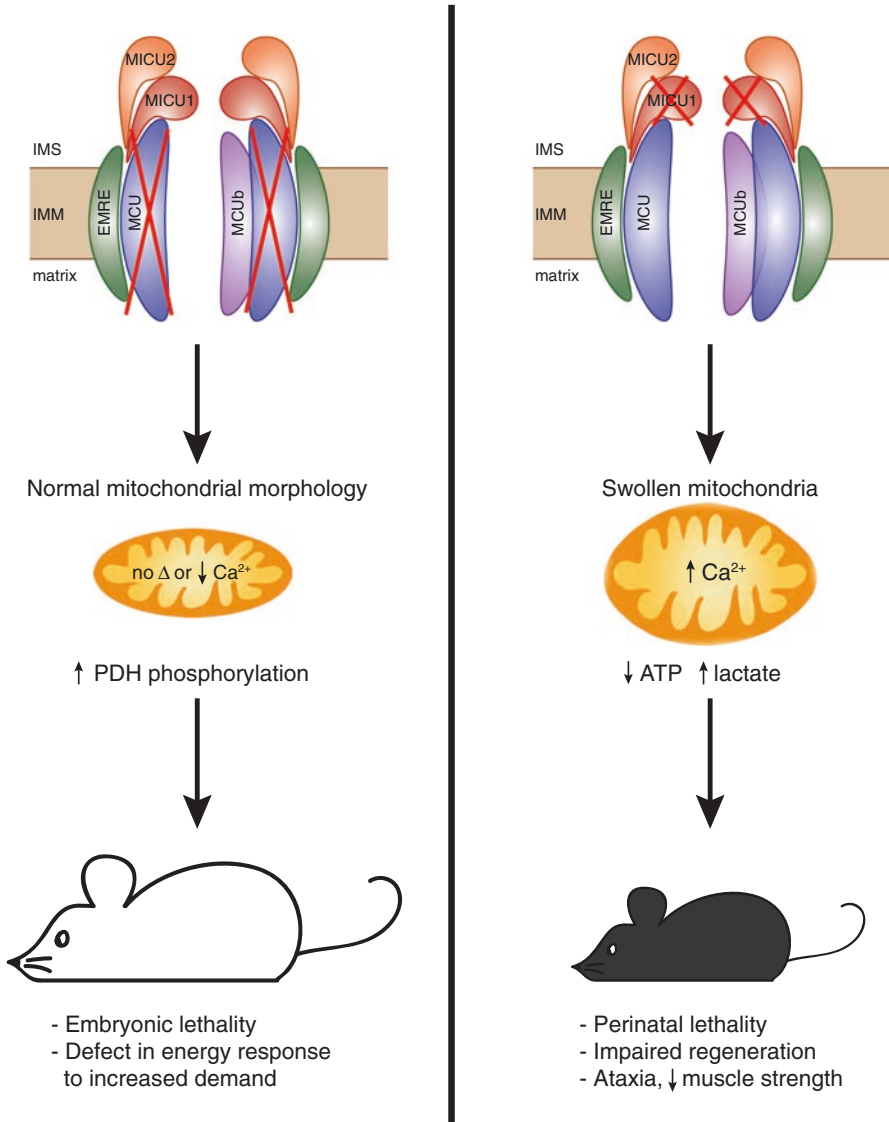 MICU2
MICU1
IMS
IMM
matrix
EMRE
MCU
MCUb
Normal mitochondrial morphology
no Δ or ↓ Ca²⁺
↑ PDH phosphorylation
- Embryonic lethality
- Defect in energy response
to increased demand
MICU2
MICU1
IMS
IMM
matrix
EMRE
MCU
MCUb
Swollen mitochondria
↑ Ca²⁺
↓ ATP ↑ lactate
- Perinatal lethality
- Impaired regeneration
- Ataxia, ↓ muscle strength